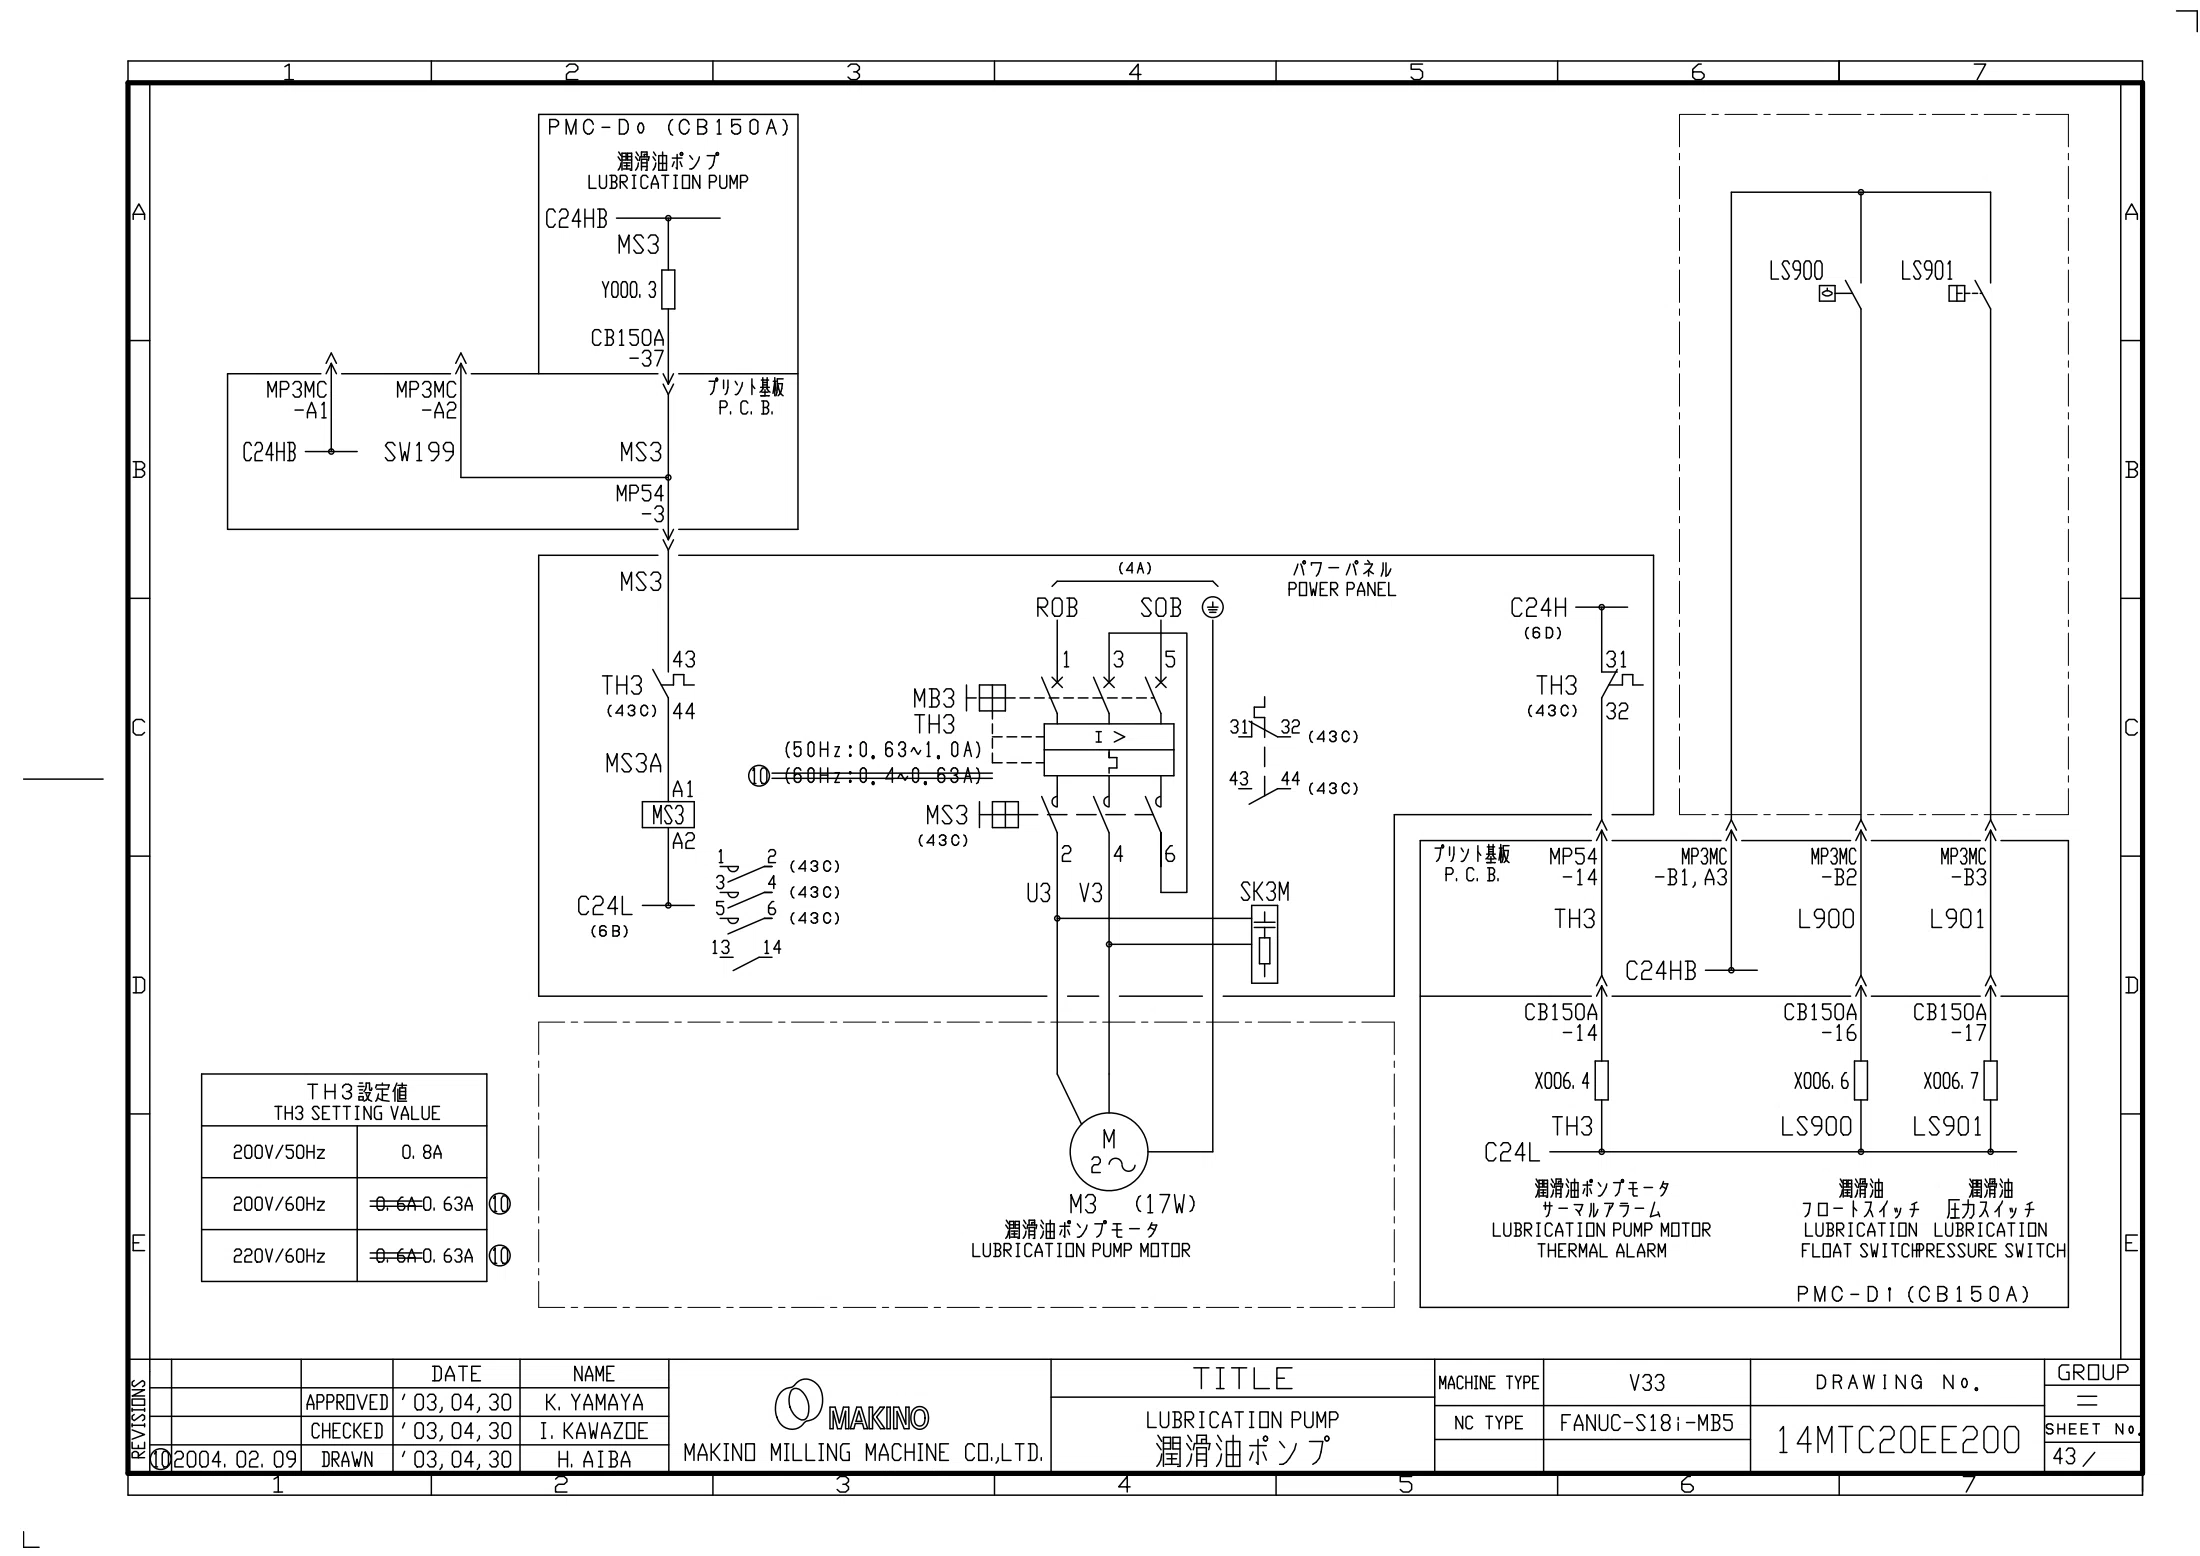 1 2 3 4 5 6 7
A
B
C
D
E
A
B
C
D
E
PMC-Do (CB150A)
潤滑油ポンプ
LUBRICATION PUMP
C24HB
MS3
Y000.3
CB150A
-37
MP3MC
-A1
MP3MC
-A2
プリント基板
P.C.B.
C24HB
SW199
MS3
MP54
-3
MS3
TH3
(43C)
43
44
MS3A
A1
MS3
A2
C24L
(6B)
1 2 (43C)
3 4 (43C)
5 6 (43C)
13 14
(4A)
R0B S0B
パワーパネル
POWER PANEL
1 3 5
MB3
TH3
(50Hz:0.63~1.0A)
⑩ (60Hz:0.4~0.63A)
I >
MS3
(43C)
2 4 6
U3 V3
SK3M
31 32 (43C)
43 44 (43C)
M
2
M3 (17W)
潤滑油ポンプモータ
LUBRICATION PUMP MOTOR
C24H
(6D)
31
TH3
(43C)
32
LS900
LS901
プリント基板
P.C.B.
MP54
-14
MP3MC
-B1,A3
MP3MC
-B2
MP3MC
-B3
TH3
L900
L901
C24HB
CB150A
-14
CB150A
-16
CB150A
-17
X006.4
X006.6
X006.7
TH3
LS900
LS901
C24L
潤滑油ポンプモータ
サーマルアラーム
LUBRICATION PUMP MOTOR
THERMAL ALARM
潤滑油
フロートスイッチ
LUBRICATION
FLOAT SWITCH
潤滑油
圧力スイッチ
LUBRICATION
PRESSURE SWITCH
PMC-Di (CB150A)
TH3設定値
TH3 SETTING VALUE
200V/50Hz 0.8A
200V/60Hz 0.6A 0.63A ⑩
220V/60Hz 0.6A 0.63A ⑩
REVISIONS
⑩ 2004.02.09
DATE NAME
APPROVED '03,04,30 K. YAMAYA
CHECKED '03,04,30 I. KAWAZOE
DRAWN '03,04,30 H. AIBA
MAKINO
MAKINO MILLING MACHINE CO.,LTD.
TITLE
LUBRICATION PUMP
潤滑油ポンプ
MACHINE TYPE V33
NC TYPE FANUC-S18i-MB5
DRAWING No.
14MTC20EE200
GROUP
=
SHEET No.
43/
1 2 3 4 5 6 7